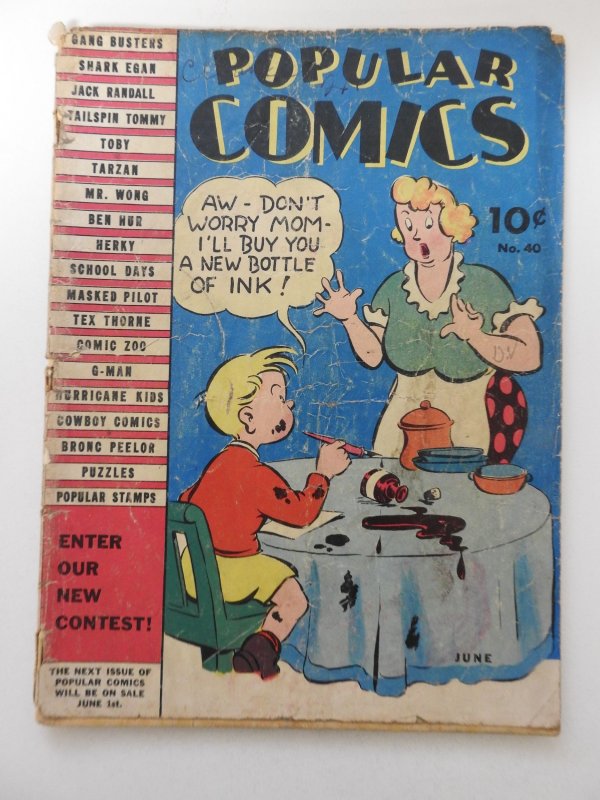 GANG BUSTERS
SHARK EGAN
JACK RANDALL
TAILSPIN TOMMY
TOBY
TARZAN
MR. WONG
BEN HUR
HERKY
SCHOOL DAYS
MASKED PILOT
TEX THORNE
COMIC ZOO
G-MAN
HURRICANE KIDS
COWBOY COMICS
BRONC PEELOR
PUZZLES
POPULAR STAMPS
ENTER
OUR
NEW
CONTEST!
THE NEXT ISSUE OF
POPULAR COMICS
WILL BE ON SALE
JUNE 1st.
POPULAR
COMICS
10¢
No. 40
AW - DON'T
WORRY MOM-
I'LL BUY YOU
A NEW BOTTLE
OF INK!
JUNE